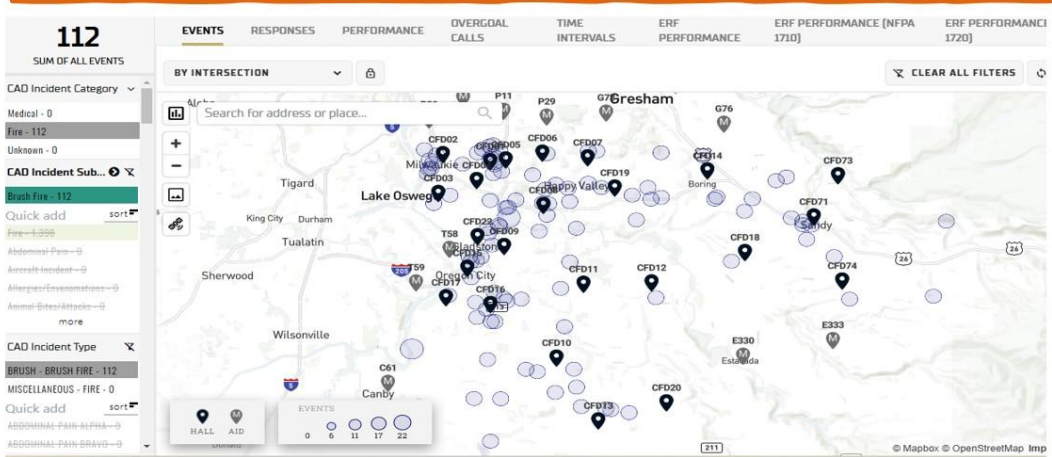 112
SUM OF ALL EVENTS
EVENTS RESPONSES PERFORMANCE OVERGOAL CALLS TIME INTERVALS ERF PERFORMANCE ERF PERFORMANCE (NFPA 1710) ERF PERFORMANCE 1720)
BY INTERSECTION
CLEAR ALL FILTERS
CAD Incident Category
Medical - 0
Fire - 112
Unknown - 0
CAD Incident Sub...
Brush Fire - 112
Quick add sort
Fire - 1,398
Abdominal Pain - 0
Aircraft Incident - 0
Allergies/Envenomations - 0
Animal Bites/Attacks - 0
more
CAD Incident Type
BRUSH - BRUSH FIRE - 112
MISCELLANEOUS - FIRE - 0
Quick add sort
ABDOMINAL PAIN ALPHA - 0
ABDOMINAL PAIN BRAVO - 0
Search for address or place...
P11
P29
Gresham
G76
CFD02
CFD06
CFD07
CFD14
CFD73
CFD03
CFD19
Tigard
Lake Osweg
Happy Valley
Boring
CFD71
Sandy
King City
Durham
Tualatin
CFD22
CFD09
T58
Gladston
CFD18
26
26
Sherwood
205
T59
Oregon City
CFD17
CFD16
CFD11
CFD12
CFD74
Wilsonville
CFD10
E330
E333
C61
Canby
CFD20
CFD13
5
211
HALL AID
EVENTS
0 6 11 17 22
© Mapbox © OpenStreetMap Imp